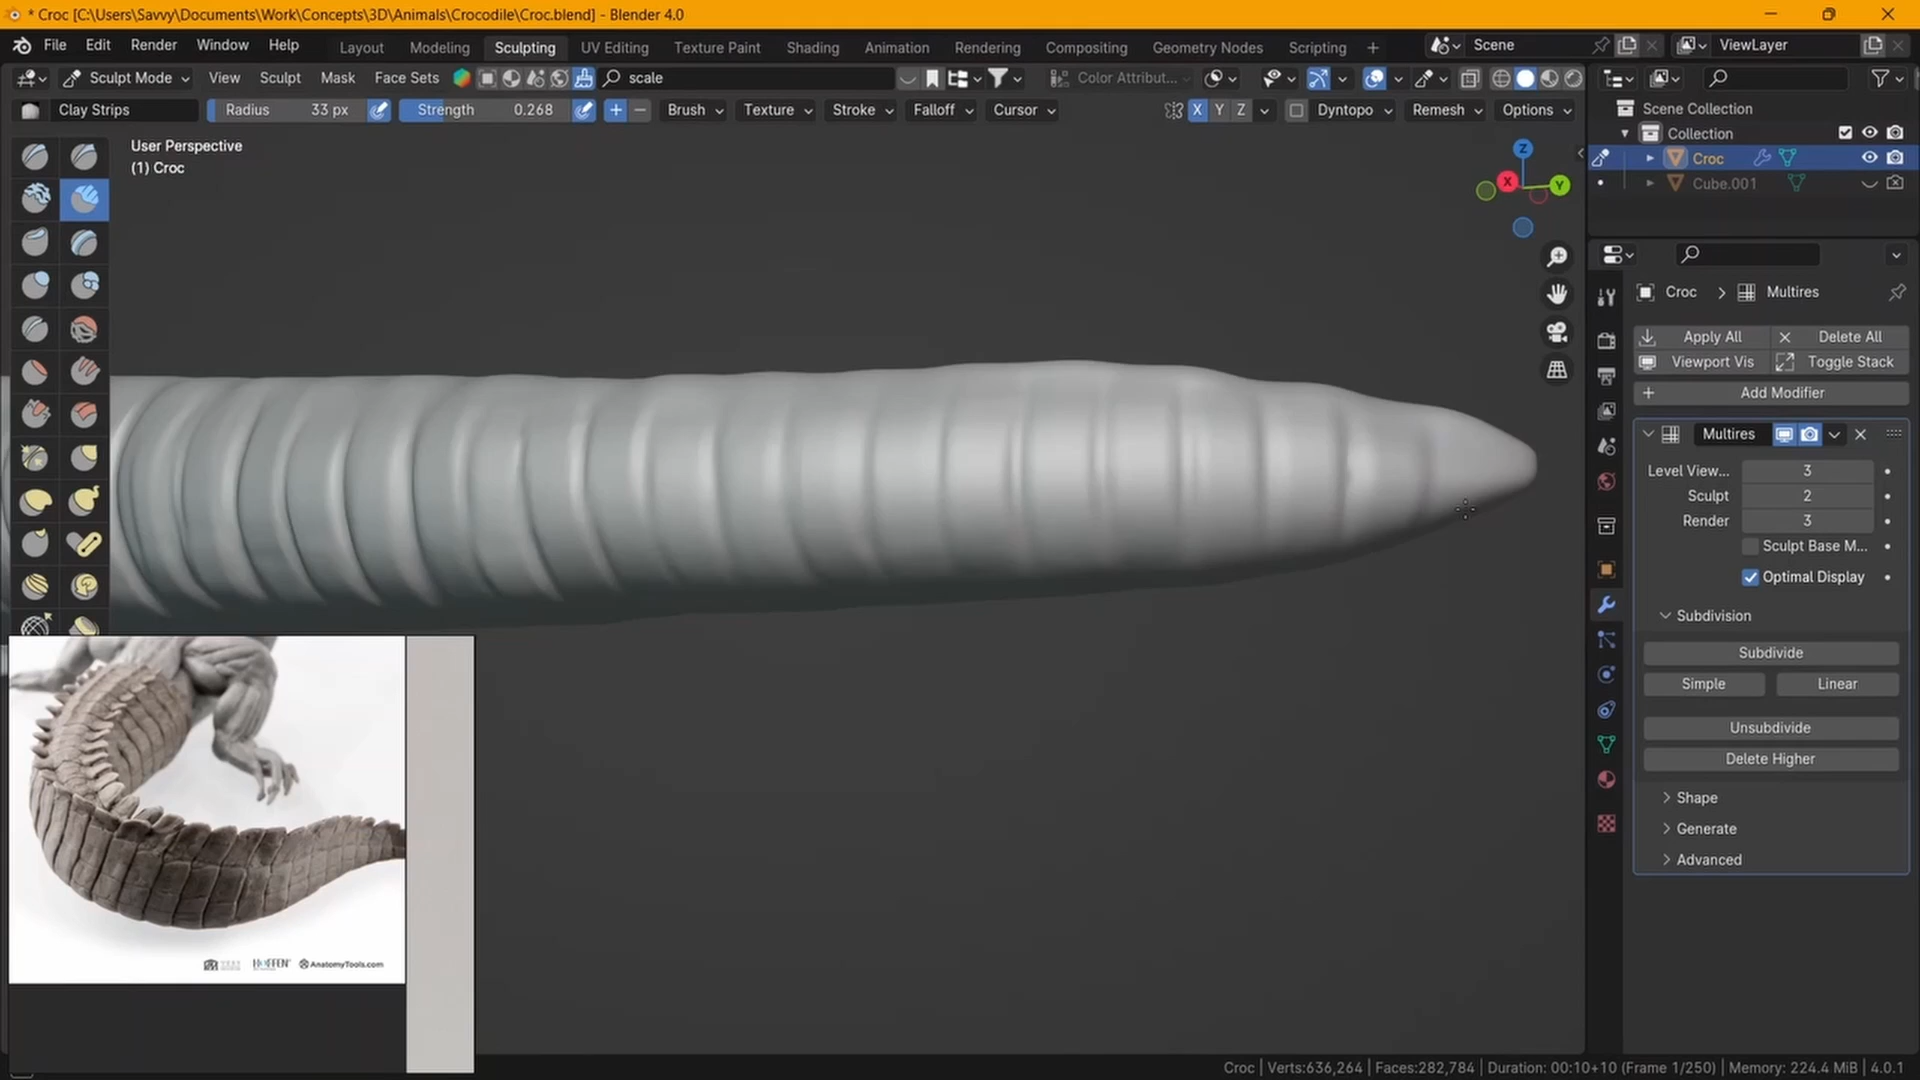 * Croc [C:\Users\Savvy\Documents\Work\Concepts\3D\Animals\Crocodile\Croc.blend] - Blender 4.0
File Edit Render Window Help Layout Modeling Sculpting UV Editing Texture Paint Shading Animation Rendering Compositing Geometry Nodes Scripting + Scene ViewLayer
Sculpt Mode View Sculpt Mask Face Sets scale Color Attribut...
Clay Strips Radius 33 px Strength 0.268 Brush Texture Stroke Falloff Cursor X Y Z Dyntopo Remesh Options
User Perspective
(1) Croc
Z
X
Y
Scene Collection
Collection
Croc
Cube.001
Croc > Multires
Apply All Delete All
Viewport Vis Toggle Stack
Add Modifier
Multires
Level View... 3
Sculpt 2
Render 3
Sculpt Base M...
Optimal Display
Subdivision
Subdivide
Simple Linear
Unsubdivide
Delete Higher
Shape
Generate
Advanced
AnatomyTools.com
Croc | Verts:636,264 | Faces:282,784 | Duration: 00:10+10 (Frame 1/250) | Memory: 224.4 MiB | 4.0.1